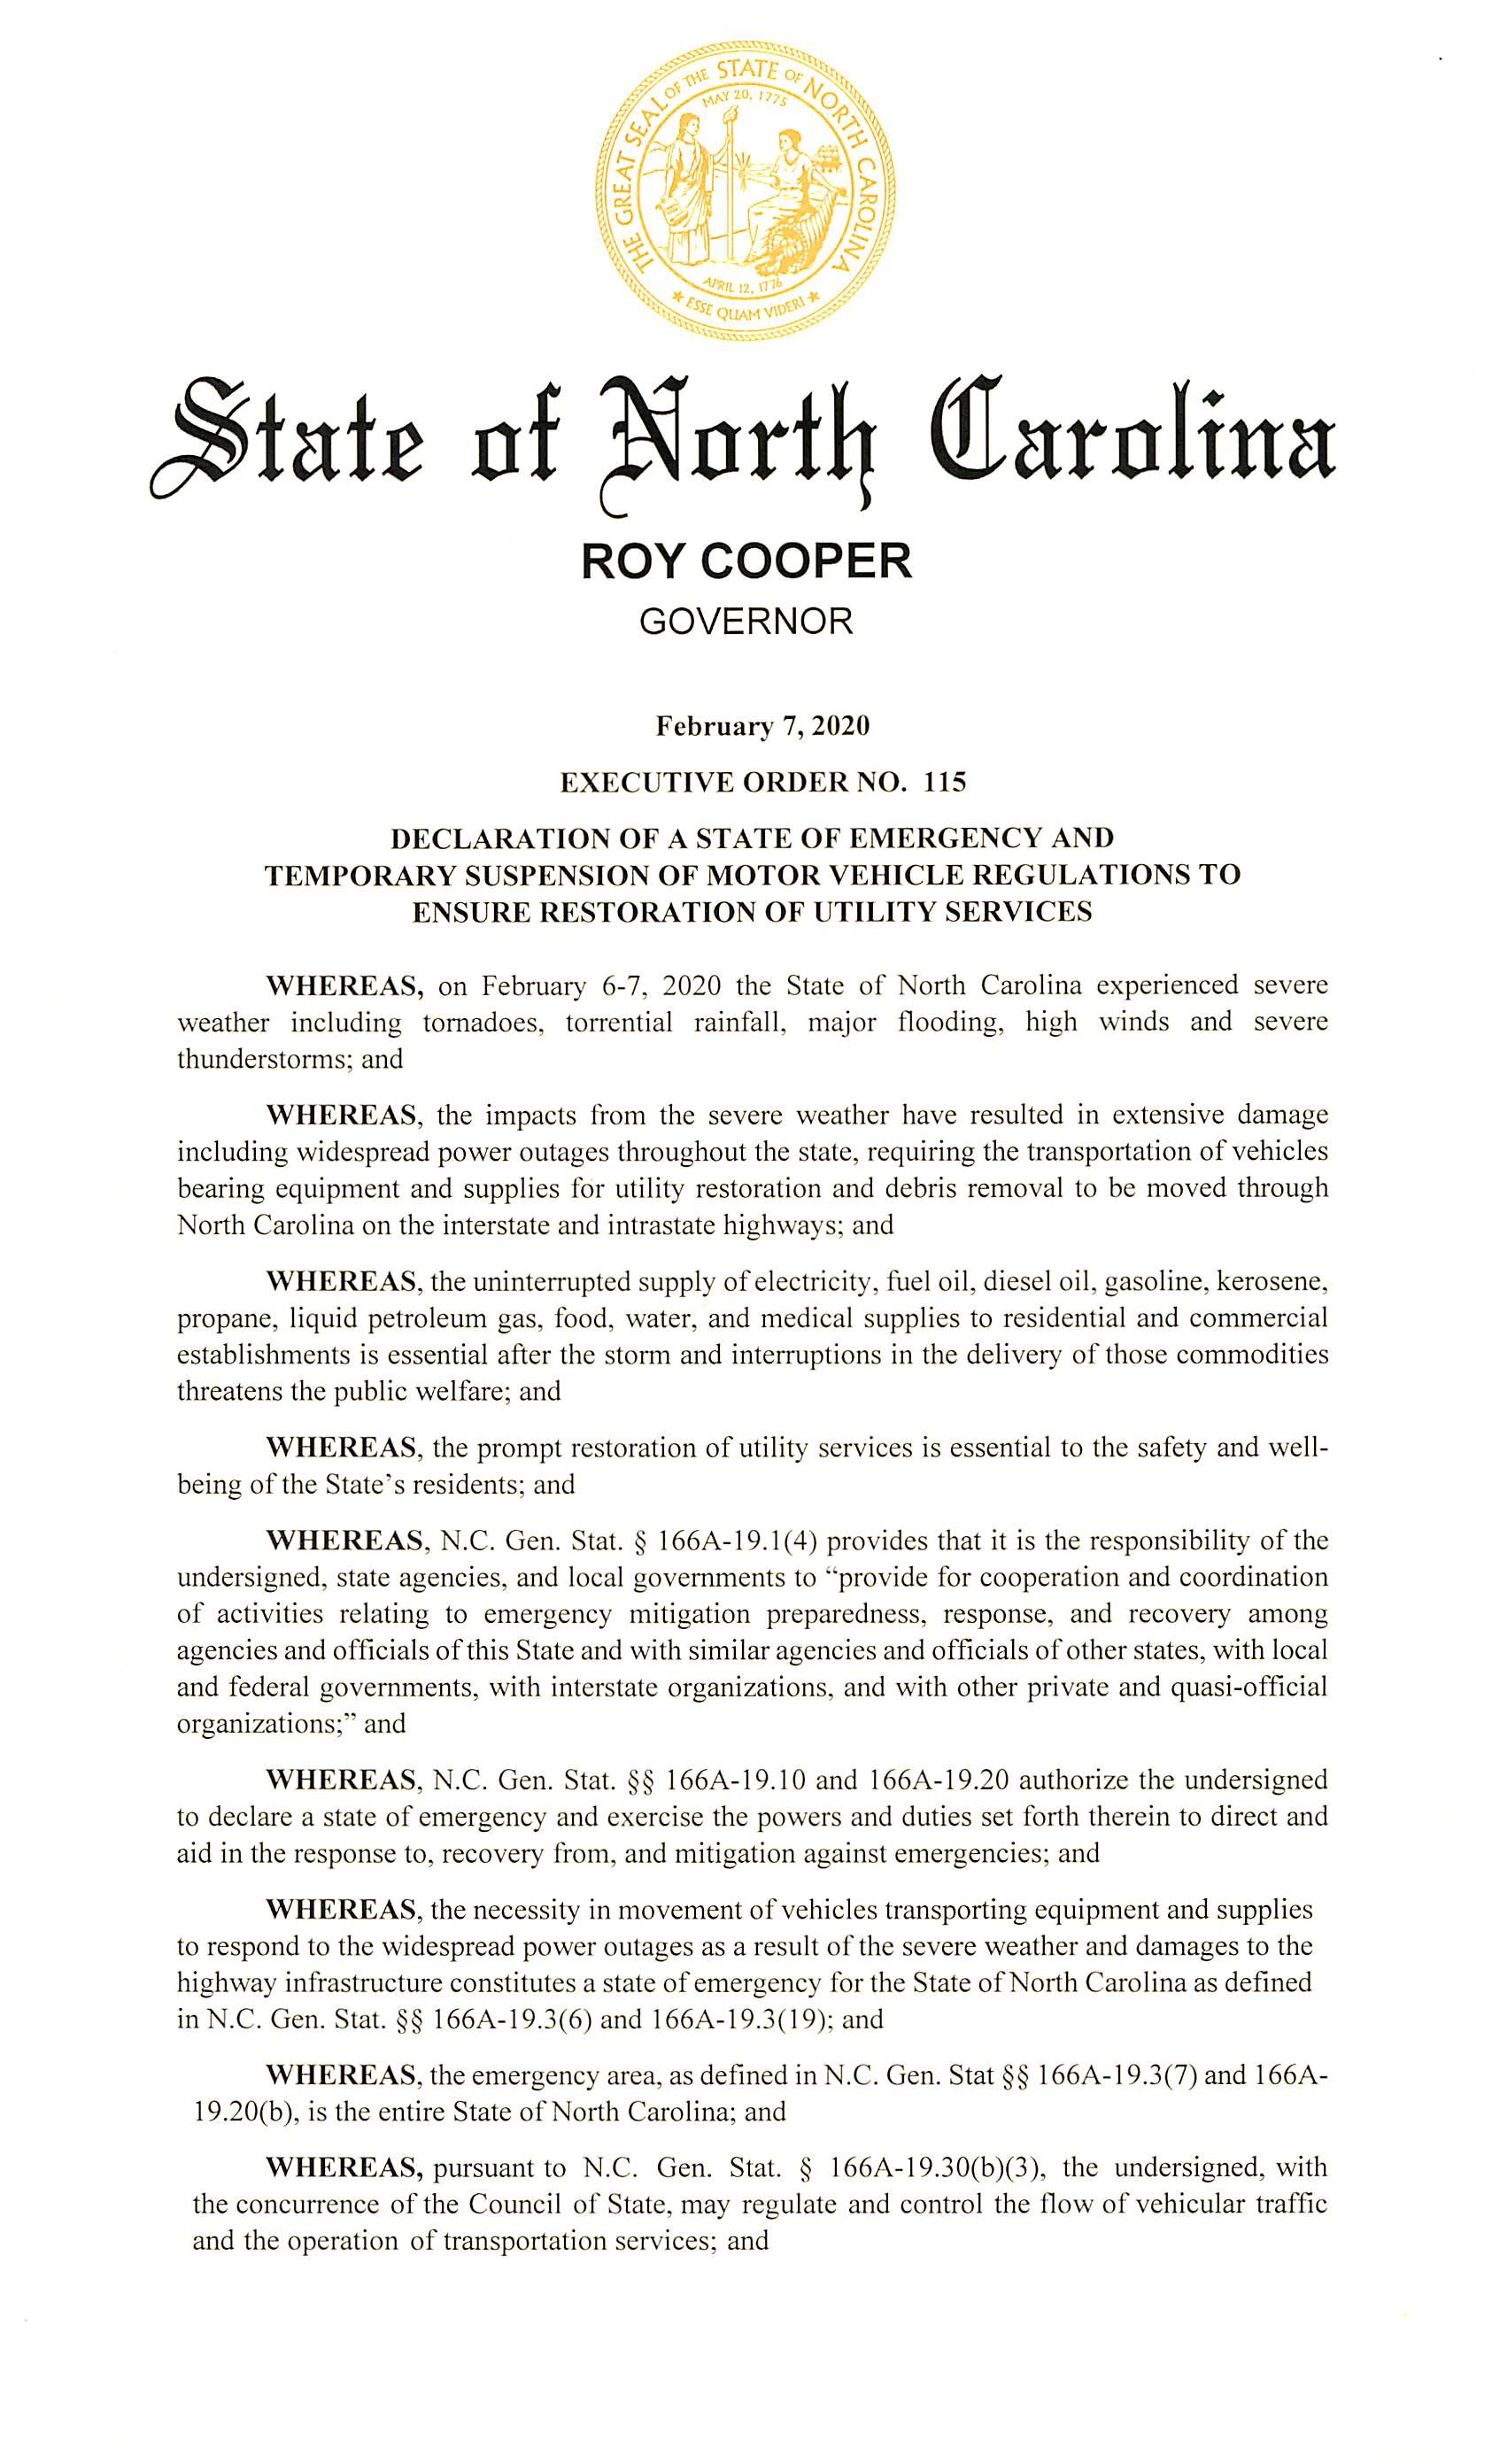 THE GREAT SEAL OF THE STATE OF NORTH CAROLINA
MAY 20, 1775
APRIL 12, 1776
★ ESSE QUAM VIDERI ★
State of North Carolina
ROY COOPER
GOVERNOR
February 7, 2020
EXECUTIVE ORDER NO. 115
DECLARATION OF A STATE OF EMERGENCY AND
TEMPORARY SUSPENSION OF MOTOR VEHICLE REGULATIONS TO
ENSURE RESTORATION OF UTILITY SERVICES
WHEREAS, on February 6-7, 2020 the State of North Carolina experienced severe
weather including tornadoes, torrential rainfall, major flooding, high winds and severe
thunderstorms; and
WHEREAS, the impacts from the severe weather have resulted in extensive damage
including widespread power outages throughout the state, requiring the transportation of vehicles
bearing equipment and supplies for utility restoration and debris removal to be moved through
North Carolina on the interstate and intrastate highways; and
WHEREAS, the uninterrupted supply of electricity, fuel oil, diesel oil, gasoline, kerosene,
propane, liquid petroleum gas, food, water, and medical supplies to residential and commercial
establishments is essential after the storm and interruptions in the delivery of those commodities
threatens the public welfare; and
WHEREAS, the prompt restoration of utility services is essential to the safety and well-
being of the State's residents; and
WHEREAS, N.C. Gen. Stat. § 166A-19.1(4) provides that it is the responsibility of the
undersigned, state agencies, and local governments to “provide for cooperation and coordination
of activities relating to emergency mitigation preparedness, response, and recovery among
agencies and officials of this State and with similar agencies and officials of other states, with local
and federal governments, with interstate organizations, and with other private and quasi-official
organizations;” and
WHEREAS, N.C. Gen. Stat. §§ 166A-19.10 and 166A-19.20 authorize the undersigned
to declare a state of emergency and exercise the powers and duties set forth therein to direct and
aid in the response to, recovery from, and mitigation against emergencies; and
WHEREAS, the necessity in movement of vehicles transporting equipment and supplies
to respond to the widespread power outages as a result of the severe weather and damages to the
highway infrastructure constitutes a state of emergency for the State of North Carolina as defined
in N.C. Gen. Stat. §§ 166A-19.3(6) and 166A-19.3(19); and
WHEREAS, the emergency area, as defined in N.C. Gen. Stat §§ 166A-19.3(7) and 166A-
19.20(b), is the entire State of North Carolina; and
WHEREAS, pursuant to N.C. Gen. Stat. § 166A-19.30(b)(3), the undersigned, with
the concurrence of the Council of State, may regulate and control the flow of vehicular traffic
and the operation of transportation services; and